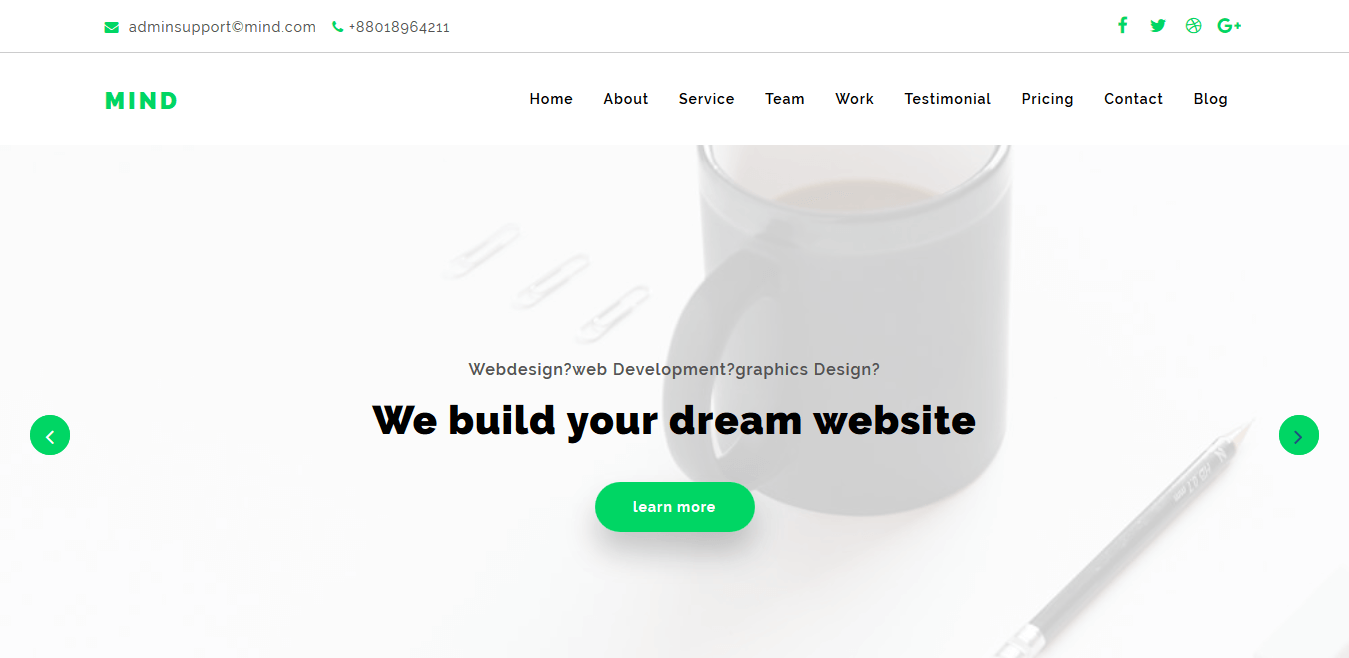 adminsupport©mind.com +88018964211
MIND
Home About Service Team Work Testimonial Pricing Contact Blog
Webdesign?web Development?graphics Design?
We build your dream website
learn more